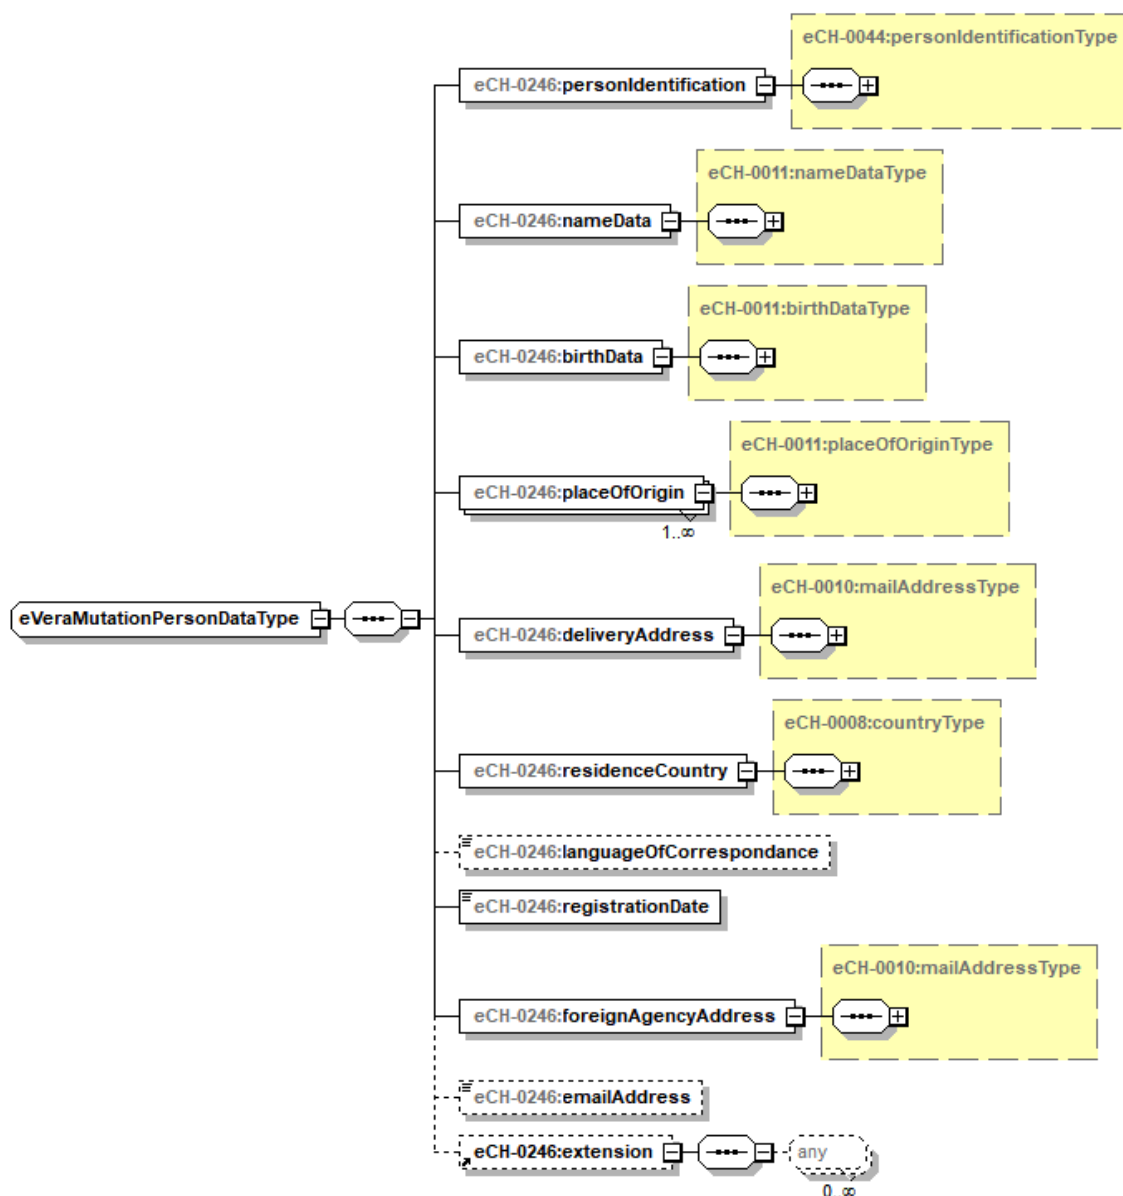 eCH-0044:personIdentificationType
eCH-0246:personIdentification
eCH-0011:nameDataType
eCH-0246:nameData
eCH-0011:birthDataType
eCH-0246:birthData
eCH-0011:placeOfOriginType
eCH-0246:placeOfOrigin
1..∞
eCH-0010:mailAddressType
eVeraMutationPersonDataType
eCH-0246:deliveryAddress
eCH-0008:countryType
eCH-0246:residenceCountry
eCH-0246:languageOfCorrespondance
eCH-0246:registrationDate
eCH-0010:mailAddressType
eCH-0246:foreignAgencyAddress
eCH-0246:emailAddress
eCH-0246:extension
any
0..∞